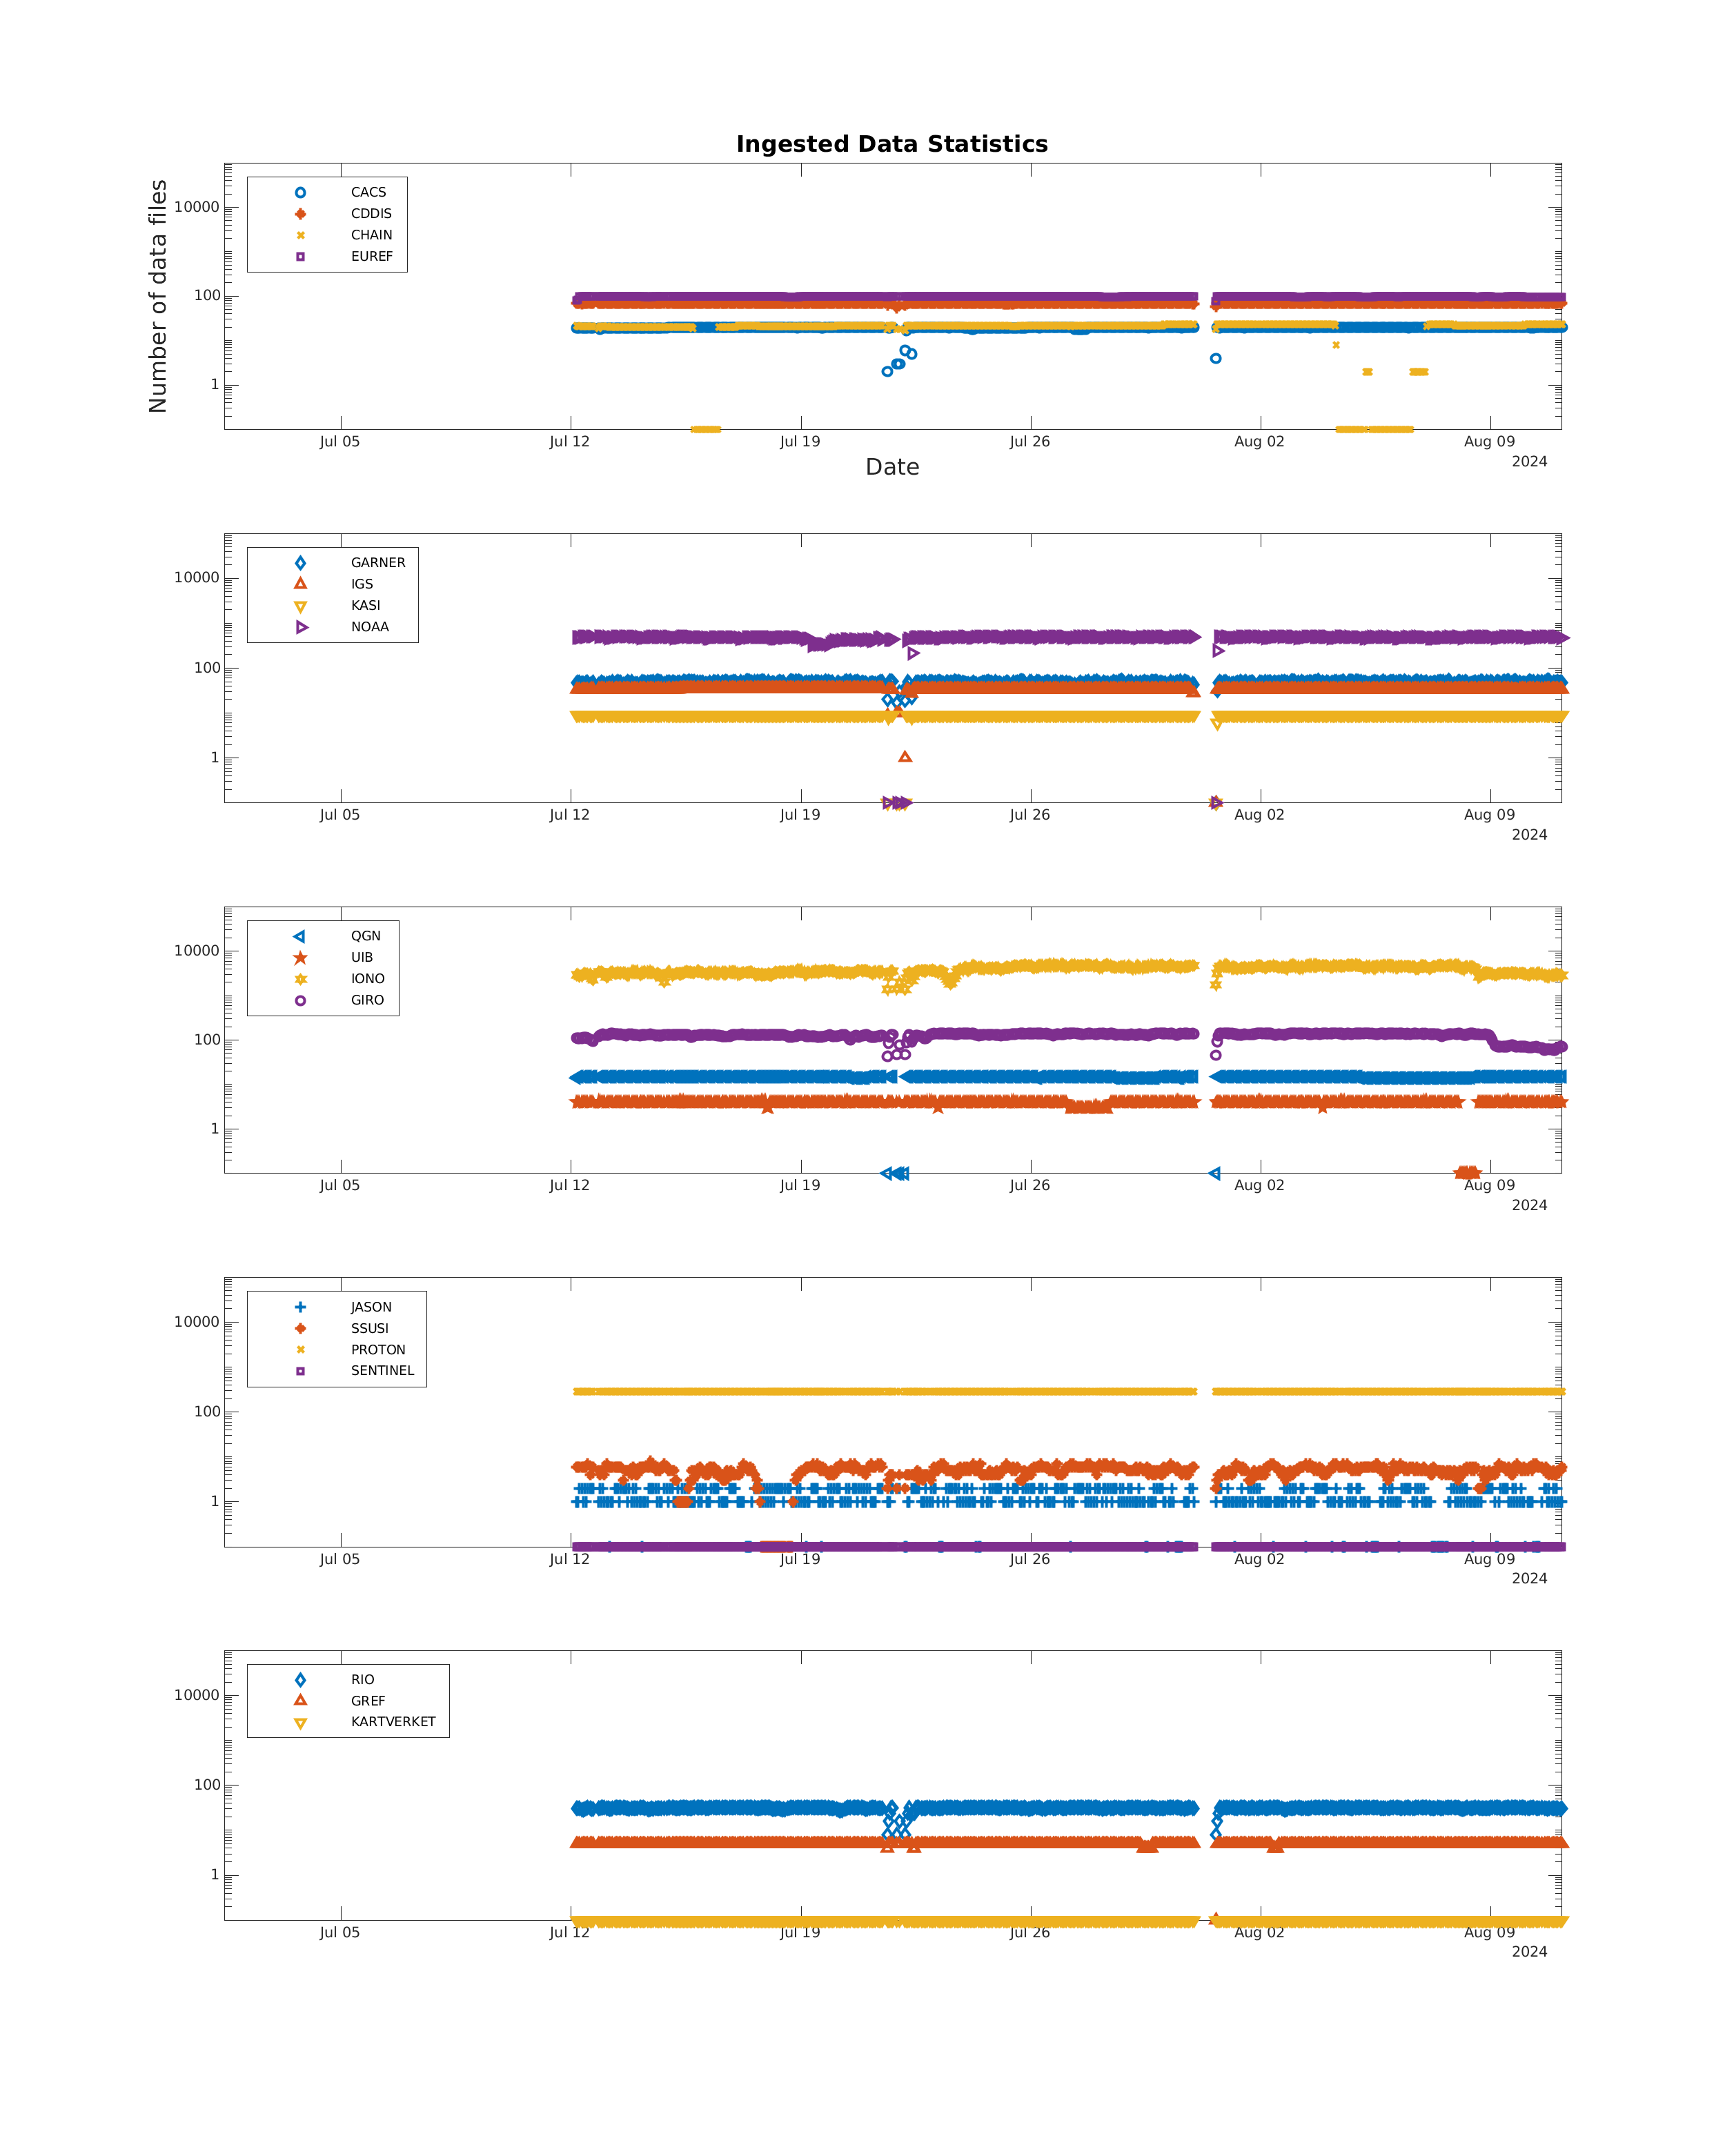 Ingested Data Statistics
Number of data files
CACS
CDDIS
CHAIN
EUREF
10000
100
1
Jul 05 Jul 12 Jul 19 Jul 26 Aug 02 Aug 09
2024
Date
GARNER
IGS
KASI
NOAA
10000
100
1
Jul 05 Jul 12 Jul 19 Jul 26 Aug 02 Aug 09
2024
QGN
UIB
IONO
GIRO
10000
100
1
Jul 05 Jul 12 Jul 19 Jul 26 Aug 02 Aug 09
2024
JASON
SSUSI
PROTON
SENTINEL
10000
100
1
Jul 05 Jul 12 Jul 19 Jul 26 Aug 02 Aug 09
2024
RIO
GREF
KARTVERKET
10000
100
1
Jul 05 Jul 12 Jul 19 Jul 26 Aug 02 Aug 09
2024